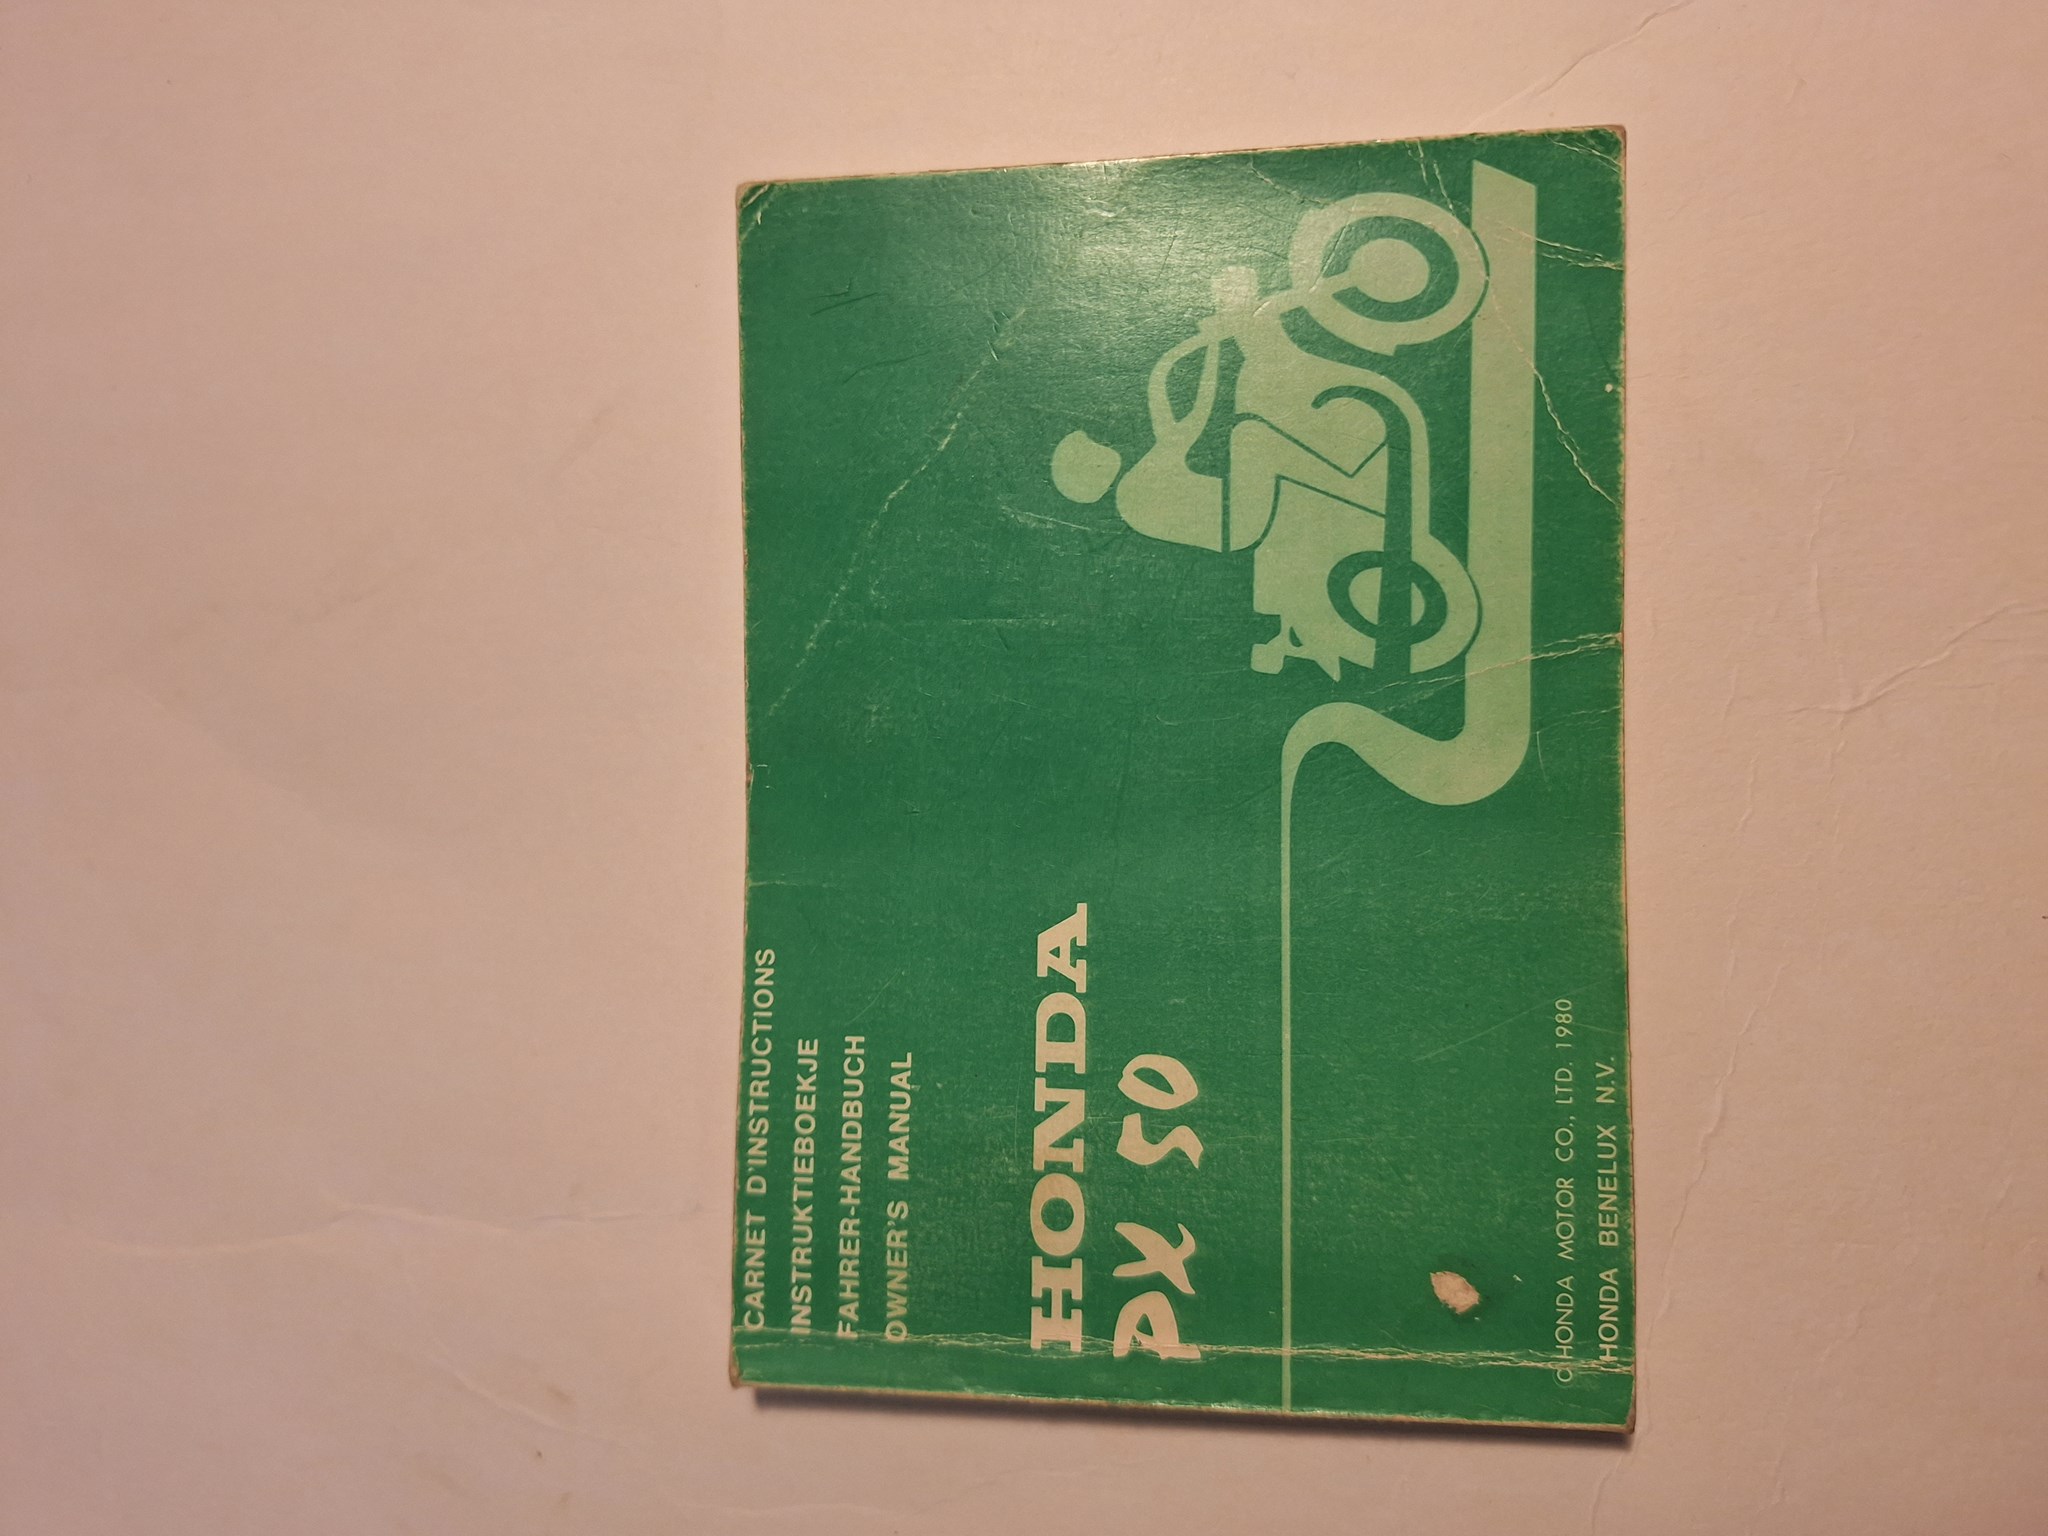 CARNET D'INSTRUCTIONS
INSTRUKTIEBOEKJE
FAHRER-HANDBUCH
OWNER'S MANUAL
HONDA
PX 50
© HONDA MOTOR CO., LTD. 1980
HONDA BENELUX N.V.